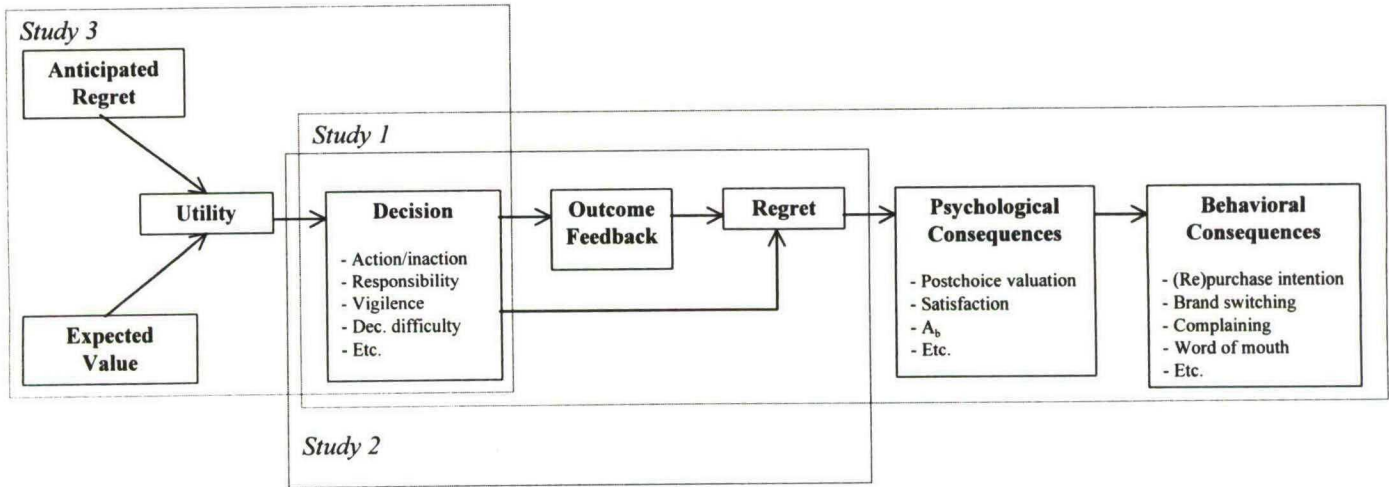 Study 3
Anticipated
Regret
Study 1
Utility
Expected
Value
Decision
- Action/inaction
- Responsibility
- Vigilence
- Dec. difficulty
- Etc.
Outcome
Feedback
Regret
Psychological
Consequences
- Postchoice valuation
- Satisfaction
- A_b
- Etc.
Behavioral
Consequences
- (Re)purchase intention
- Brand switching
- Complaining
- Word of mouth
- Etc.
Study 2